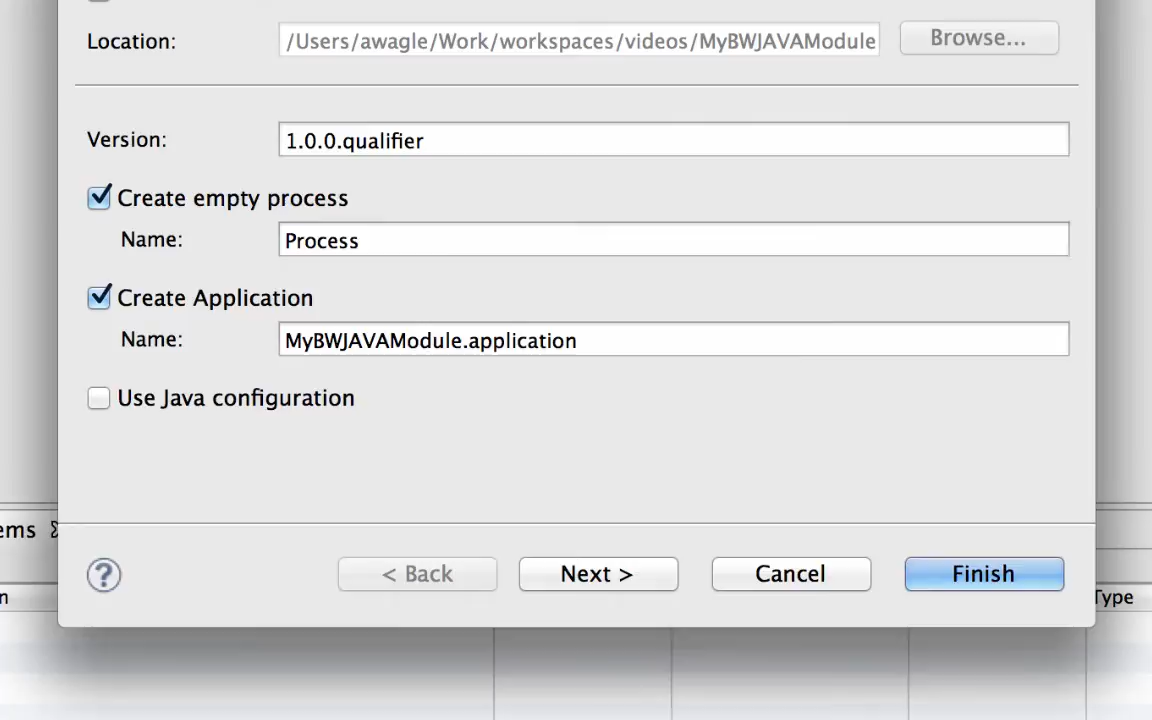 Location: /Users/awagle/Work/workspaces/videos/MyBWJAVAModule Browse...
Version: 1.0.0.qualifier
Create empty process
Name: Process
Create Application
Name: MyBWJAVAModule.application
Use Java configuration
ems
? < Back Next > Cancel Finish
n Type